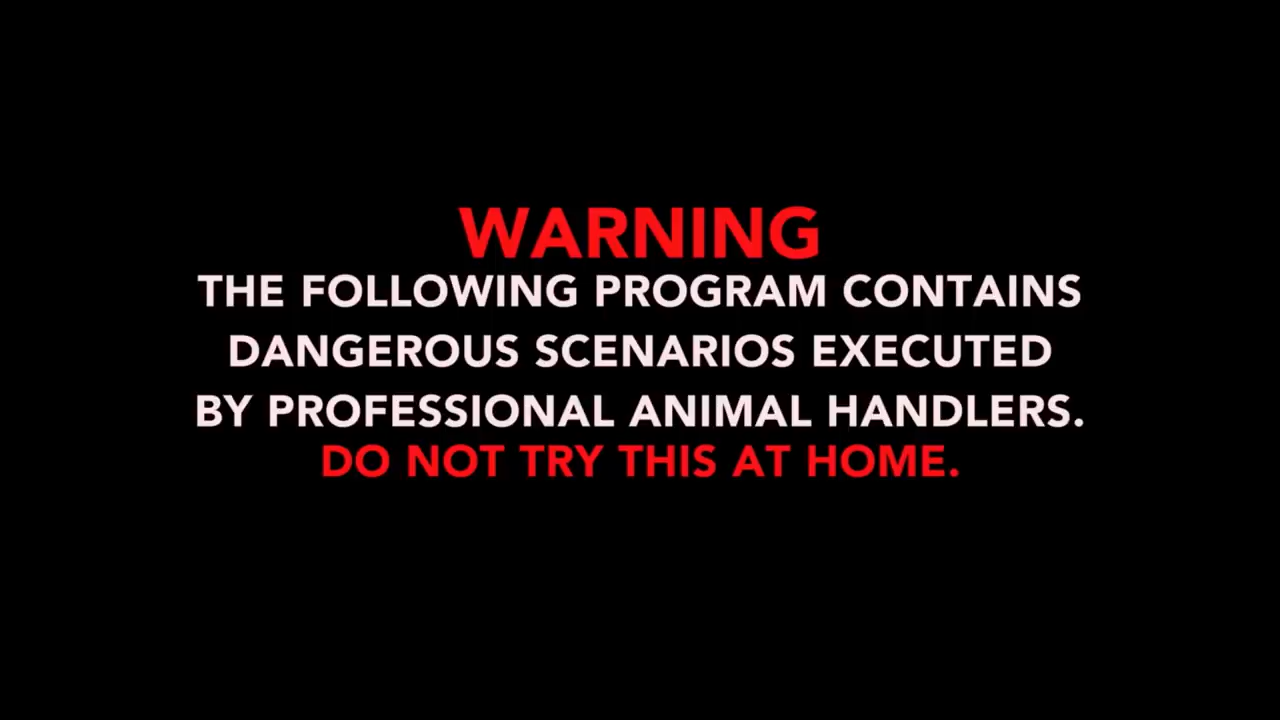 WARNING
THE FOLLOWING PROGRAM CONTAINS
DANGEROUS SCENARIOS EXECUTED
BY PROFESSIONAL ANIMAL HANDLERS.
DO NOT TRY THIS AT HOME.